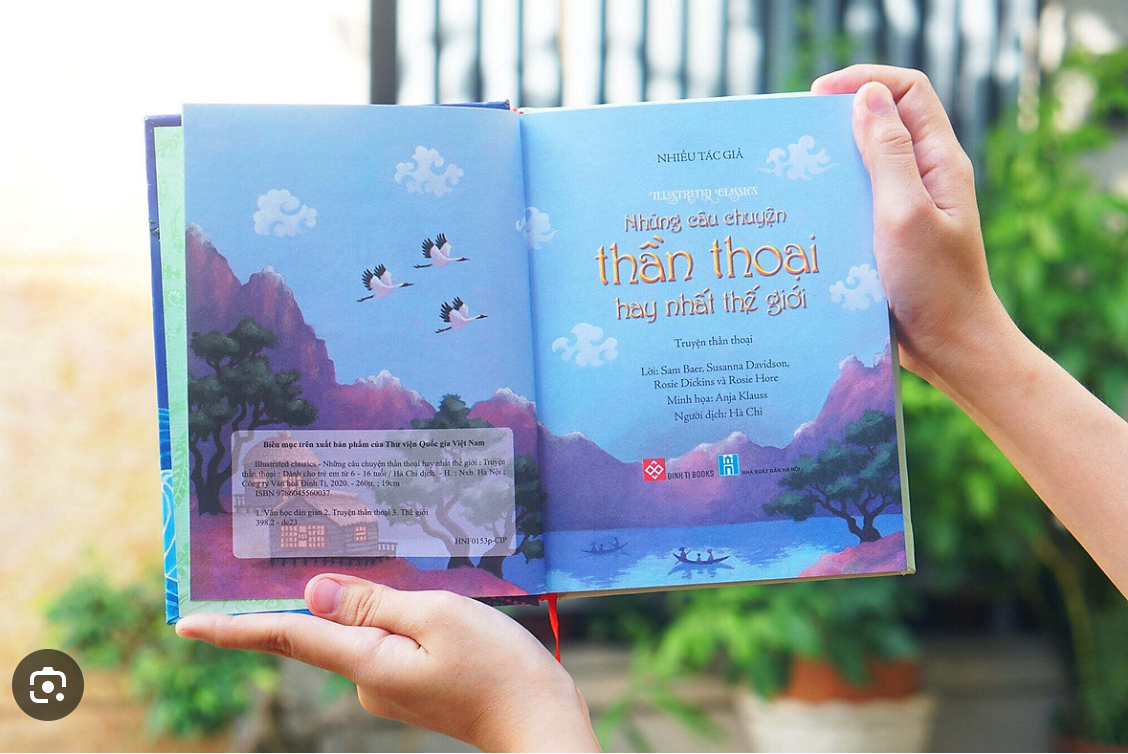 Biên mục trên xuất bản phẩm của Thư viện Quốc gia Việt Nam
Illustrated classics - Những câu chuyện thần thoại hay nhất thế giới : Truyện
thần thoại : Dành cho trẻ em từ 6 - 16 tuổi / Hà Chi dịch. - H. : Nxb. Hà Nội ;
Công ty Văn hoá Đinh Tị, 2020. - 260tr. ; 19cm
ISBN 9786045560037
1. Văn học dân gian 2. Truyện thần thoại 3. Thế giới
398.2 - dc23
HNF0153p-CIP
NHIỀU TÁC GIẢ
ILLUSTRATED CLASSICS
Những câu chuyện
thần thoại
hay nhất thế giới
Truyện thần thoại
Lời: Sam Baer, Susanna Davidson,
Rosie Dickins và Rosie Hore
Minh họa: Anja Klauss
Người dịch: Hà Chi
ĐINH TỊ BOOKS
NHÀ XUẤT BẢN HÀ NỘI